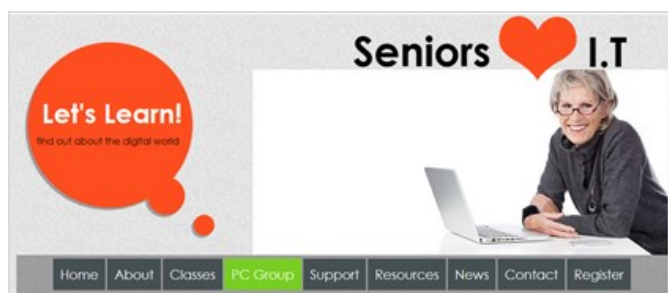 Seniors I.T
Let's Learn!
find out about the digital world
Home About Classes PC Group Support Resources News Contact Register